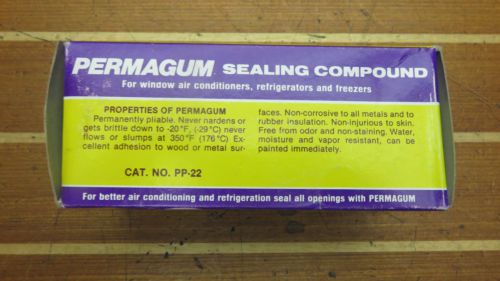 PERMAGUM SEALING COMPOUND
For window air conditioners, refrigerators and freezers
PROPERTIES OF PERMAGUM
Permanently pliable. Never hardens or
gets brittle down to -20°F, (-29°C) never
flows or slumps at 350°F (176°C) Ex-
cellent adhesion to wood or metal sur-
faces. Non-corrosive to all metals and to
rubber insulation. Non-injurious to skin.
Free from odor and non-staining. Water,
moisture and vapor resistant, can be
painted immediately.
CAT. NO. PP-22
For better air conditioning and refrigeration seal all openings with PERMAGUM